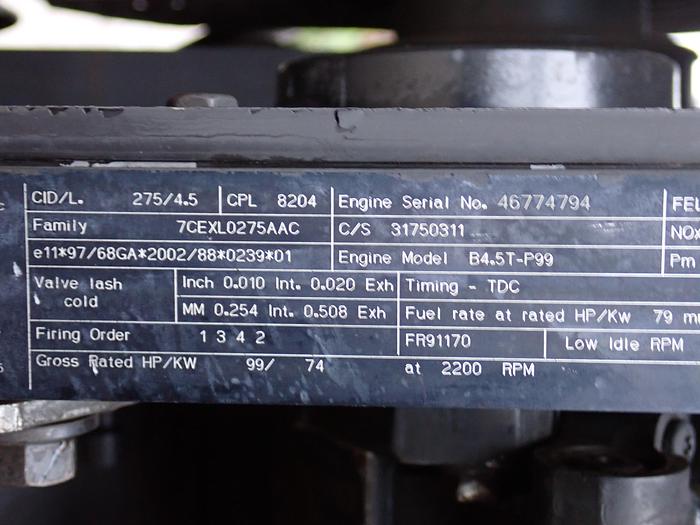 CID/L. 275/4.5 CPL 8204 Engine Serial No. 46774794 FEL
Family 7CEXL0275AAC C/S 31750311 NOx
e11*97/68GA*2002/88*0239*01 Engine Model B4.5T-P99 Pm
Valve lash cold Inch 0.010 Int. 0.020 Exh Timing - TDC
MM 0.254 Int. 0.508 Exh Fuel rate at rated HP/Kw 79 m
Firing Order 1 3 4 2 FR91170 Low Idle RPM
Gross Rated HP/KW 99/ 74 at 2200 RPM